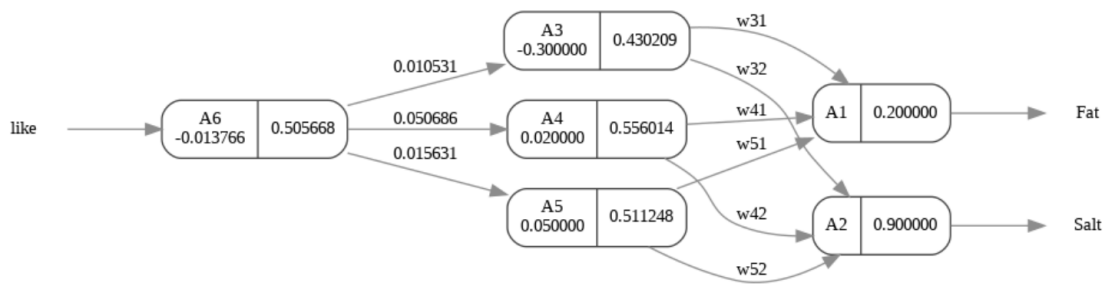 like
A6
-0.013766
0.505668
0.010531
0.050686
0.015631
A3
-0.300000
0.430209
A4
0.020000
0.556014
A5
0.050000
0.511248
w31
w32
w41
w51
w42
w52
A1
0.200000
A2
0.900000
Fat
Salt